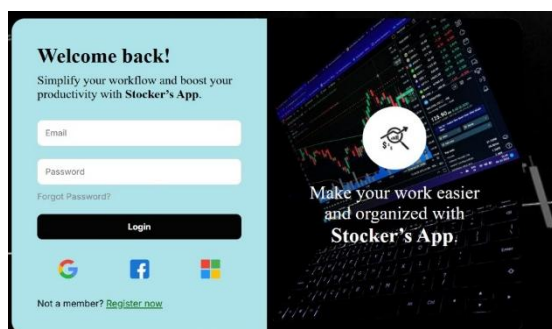 Welcome back!
Simplify your workflow and boost your
productivity with Stocker's App.
Email
Password
Forgot Password?
Login
Not a member? Register now
Make your work easier
and organized with
Stocker's App.